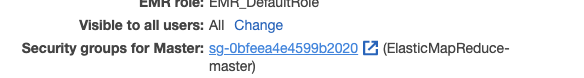 EMR role: EMR_DefaultRole
Visible to all users: All Change
Security groups for Master: sg-0bfeea4e4599b2020 (ElasticMapReduce-
master)